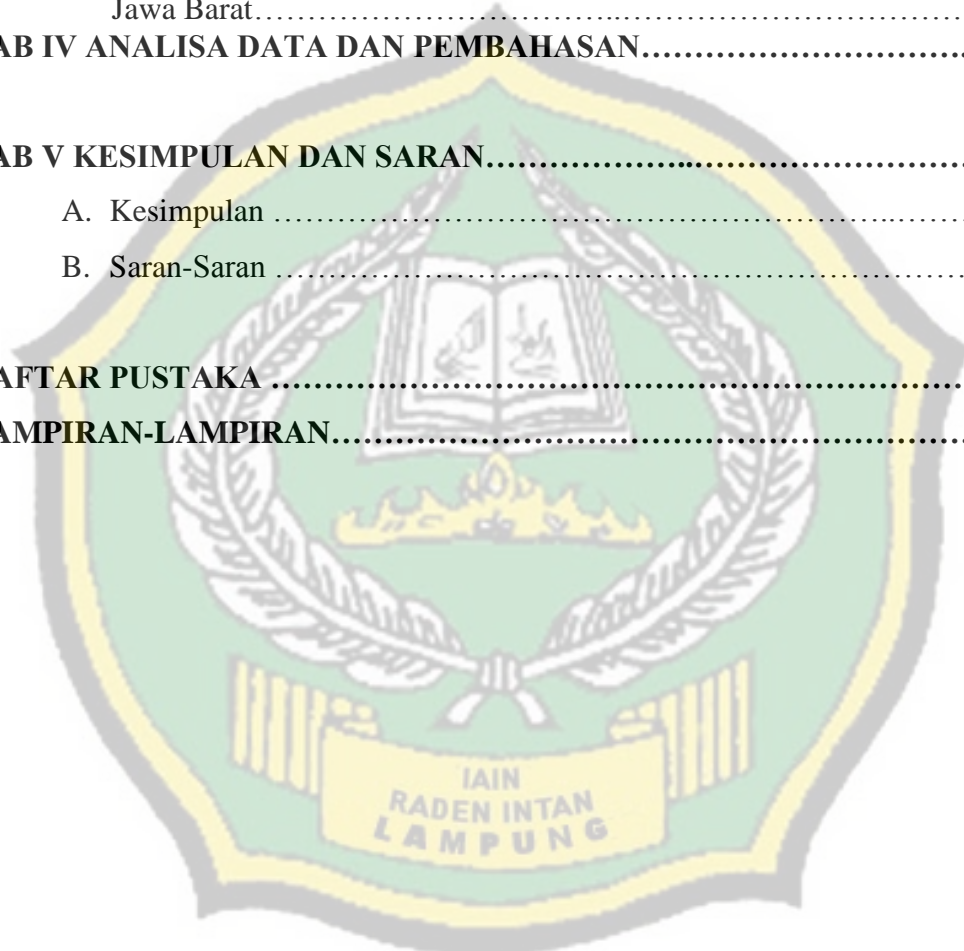 Jawa Barat……………………………..………………………………
AB IV ANALISA DATA DAN PEMBAHASAN…………………………..
AB V KESIMPULAN DAN SARAN………………..………………………
A. Kesimpulan ………………………………………………..………
B. Saran-Saran ……………………………………………………………
AFTAR PUSTAKA ……………………………………………………………
AMPIRAN-LAMPIRAN………………………………………………………
IAIN
RADEN INTAN
LAMPUNG